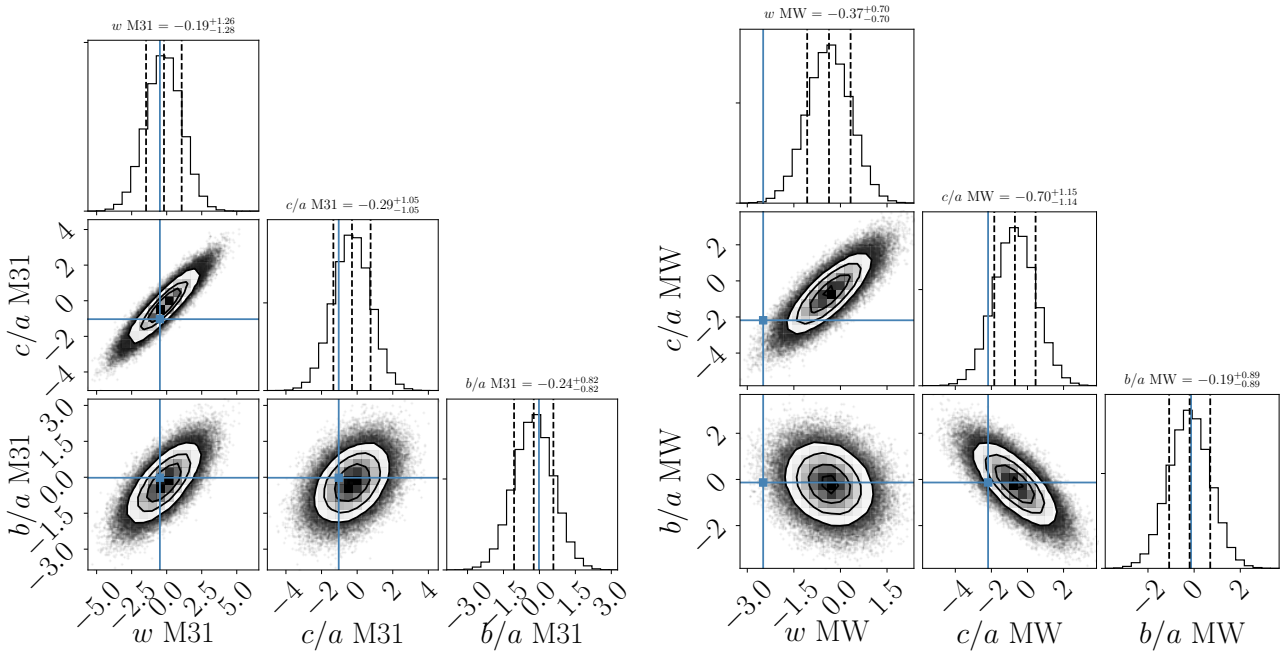 w M31 = −0.19+1.26−1.28
c/a M31 = −0.29+1.05−1.05
b/a M31 = −0.24+0.82−0.82
c/a M31
4
2
0
−2
−4
b/a M31
3.0
1.5
0.0
−1.5
−3.0
−5.0
−2.5
0.0
2.5
5.0
w M31
−4
−2
0
2
4
c/a M31
−3.0
−1.5
0.0
1.5
3.0
b/a M31
w MW = −0.37+0.70−0.70
c/a MW = −0.70+1.15−1.14
b/a MW = −0.19+0.89−0.89
c/a MW
2
0
−2
−4
b/a MW
2
0
−2
−3.0
−1.5
0.0
1.5
w MW
−4
−2
0
2
c/a MW
−2
0
2
b/a MW